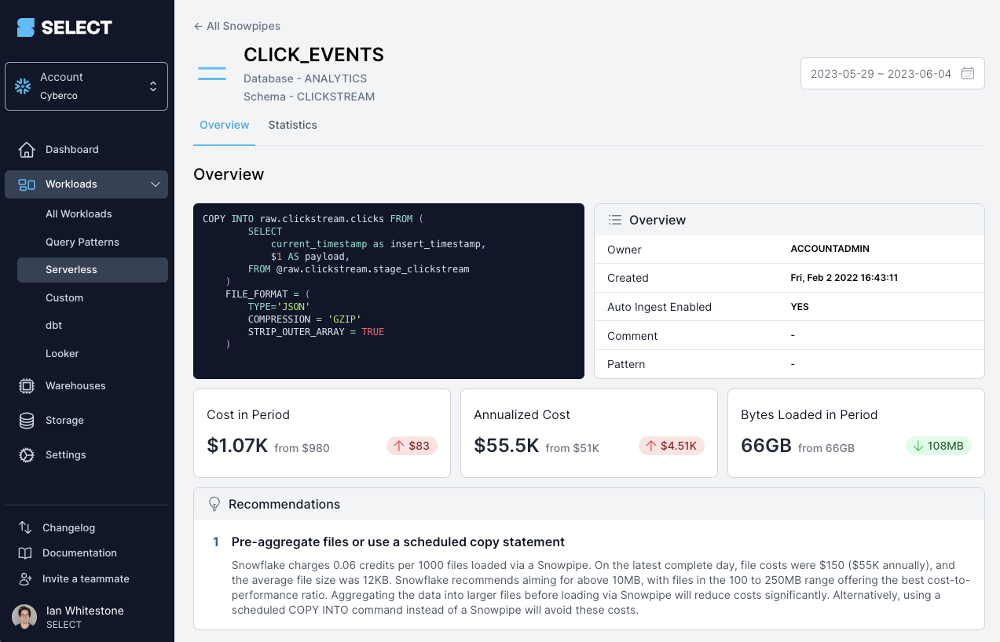 SELECT
Account
Cyberco
Dashboard
Workloads
All Workloads
Query Patterns
Serverless
Custom
dbt
Looker
Warehouses
Storage
Settings
Changelog
Documentation
Invite a teammate
Ian Whitestone
SELECT
← All Snowpipes
CLICK_EVENTS
Database - ANALYTICS
Schema - CLICKSTREAM
2023-05-29 ~ 2023-06-04
Overview Statistics
Overview
COPY INTO raw.clickstream.clicks FROM (
SELECT
current_timestamp as insert_timestamp,
$1 AS payload,
FROM @raw.clickstream.stage_clickstream
)
FILE_FORMAT = (
TYPE='JSON'
COMPRESSION = 'GZIP'
STRIP_OUTER_ARRAY = TRUE
)
Overview
Owner ACCOUNTADMIN
Created Fri, Feb 2 2022 16:43:11
Auto Ingest Enabled YES
Comment -
Pattern -
Cost in Period
$1.07K from $980 ↑ $83
Annualized Cost
$55.5K from $51K ↑ $4.51K
Bytes Loaded in Period
66GB from 66GB ↓ 108MB
Recommendations
1 Pre-aggregate files or use a scheduled copy statement
Snowflake charges 0.06 credits per 1000 files loaded via a Snowpipe. On the latest complete day, file costs were $150 ($55K annually), and
the average file size was 12KB. Snowflake recommends aiming for above 10MB, with files in the 100 to 250MB range offering the best cost-to-
performance ratio. Aggregating the data into larger files before loading via Snowpipe will reduce costs significantly. Alternatively, using a
scheduled COPY INTO command instead of a Snowpipe will avoid these costs.